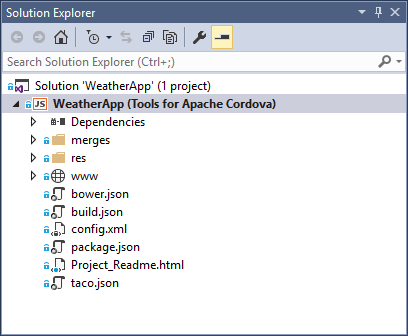 Solution Explorer
Search Solution Explorer (Ctrl+;)
Solution 'WeatherApp' (1 project)
JS WeatherApp (Tools for Apache Cordova)
Dependencies
merges
res
www
bower.json
build.json
config.xml
package.json
Project_Readme.html
taco.json